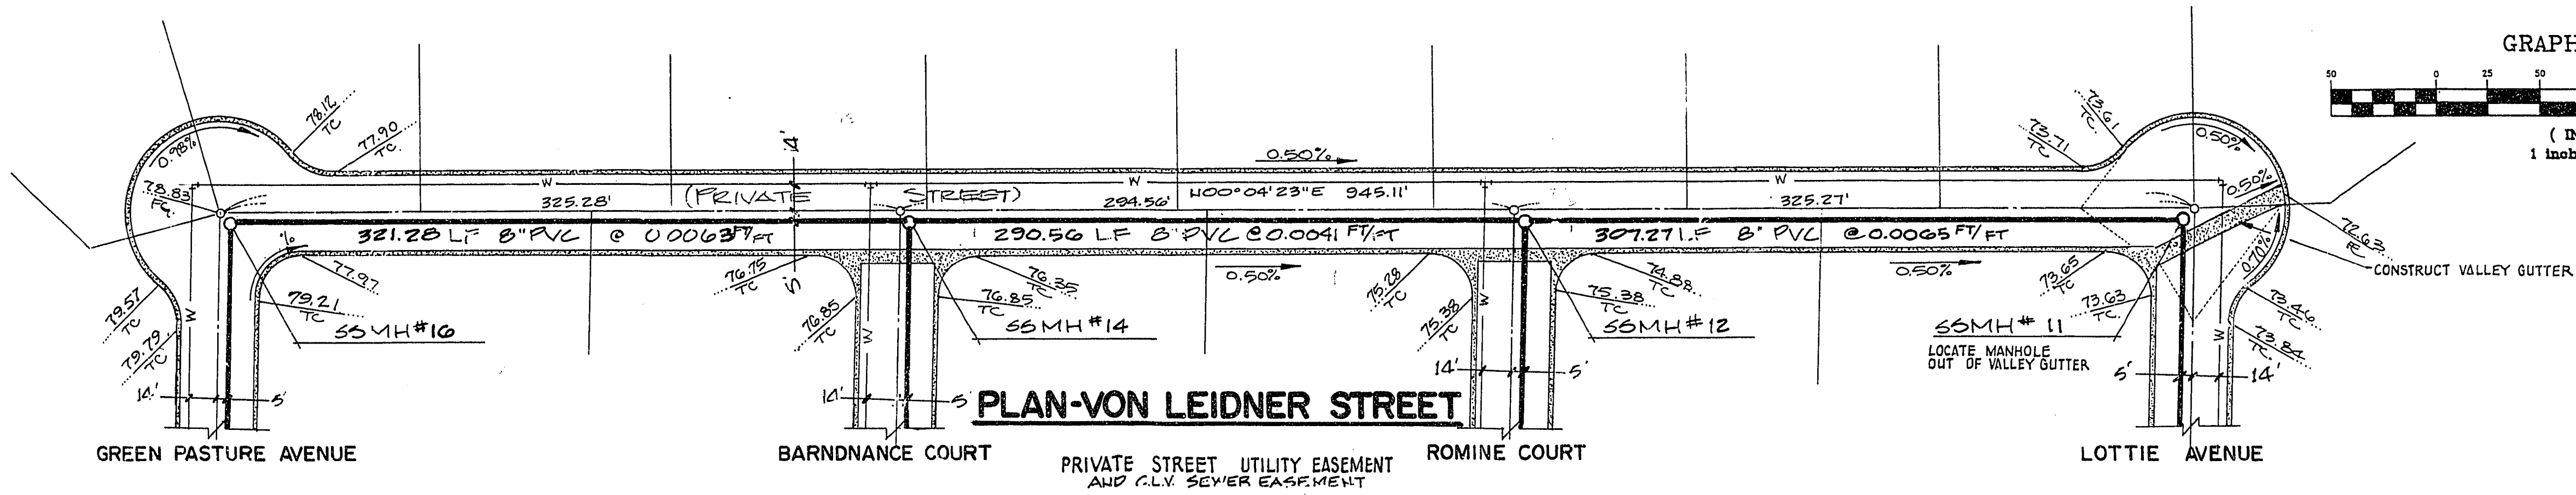 GRAPH
50 0 25 50
( IN
1 inch
78.12
TC
77.90
TC.
0.98%
78.83
FG.
4'
0.50%
73.61
TC.
73.71
TC
0.50%
0.50%
W
(PRIVATE STREET)
W
N00°04'23"E 945.11'
W
325.28'
294.56'
325.27'
321.28 LF 8" PVC @ 0.0063 FT/FT
290.56 LF 8" PVC @ 0.0041 FT/FT
307.27 LF 8" PVC @ 0.0065 FT/FT
77.97
79.21
TC
79.57
TC
79.79
TC
W
SSMH #16
14'
5'
76.75
TC
5'
76.85
TC
W
76.35
TC
76.85
TC
SSMH #14
14'
5'
0.50%
75.28
TC
75.38
TC
W
74.88
TC
75.38
TC
SSMH #12
14'
5'
0.50%
73.65
TC
73.63
TC.
SSMH # 11
LOCATE MANHOLE
OUT OF VALLEY GUTTER
5'
14'
W
0.70%
72.63
CONSTRUCT VALLEY GUTTER
73.46
TC.
73.84
TC.
PLAN-VON LEIDNER STREET
GREEN PASTURE AVENUE
BARNDNANCE COURT
ROMINE COURT
LOTTIE AVENUE
PRIVATE STREET UTILITY EASEMENT
AND C.L.V. SEWER EASEMENT